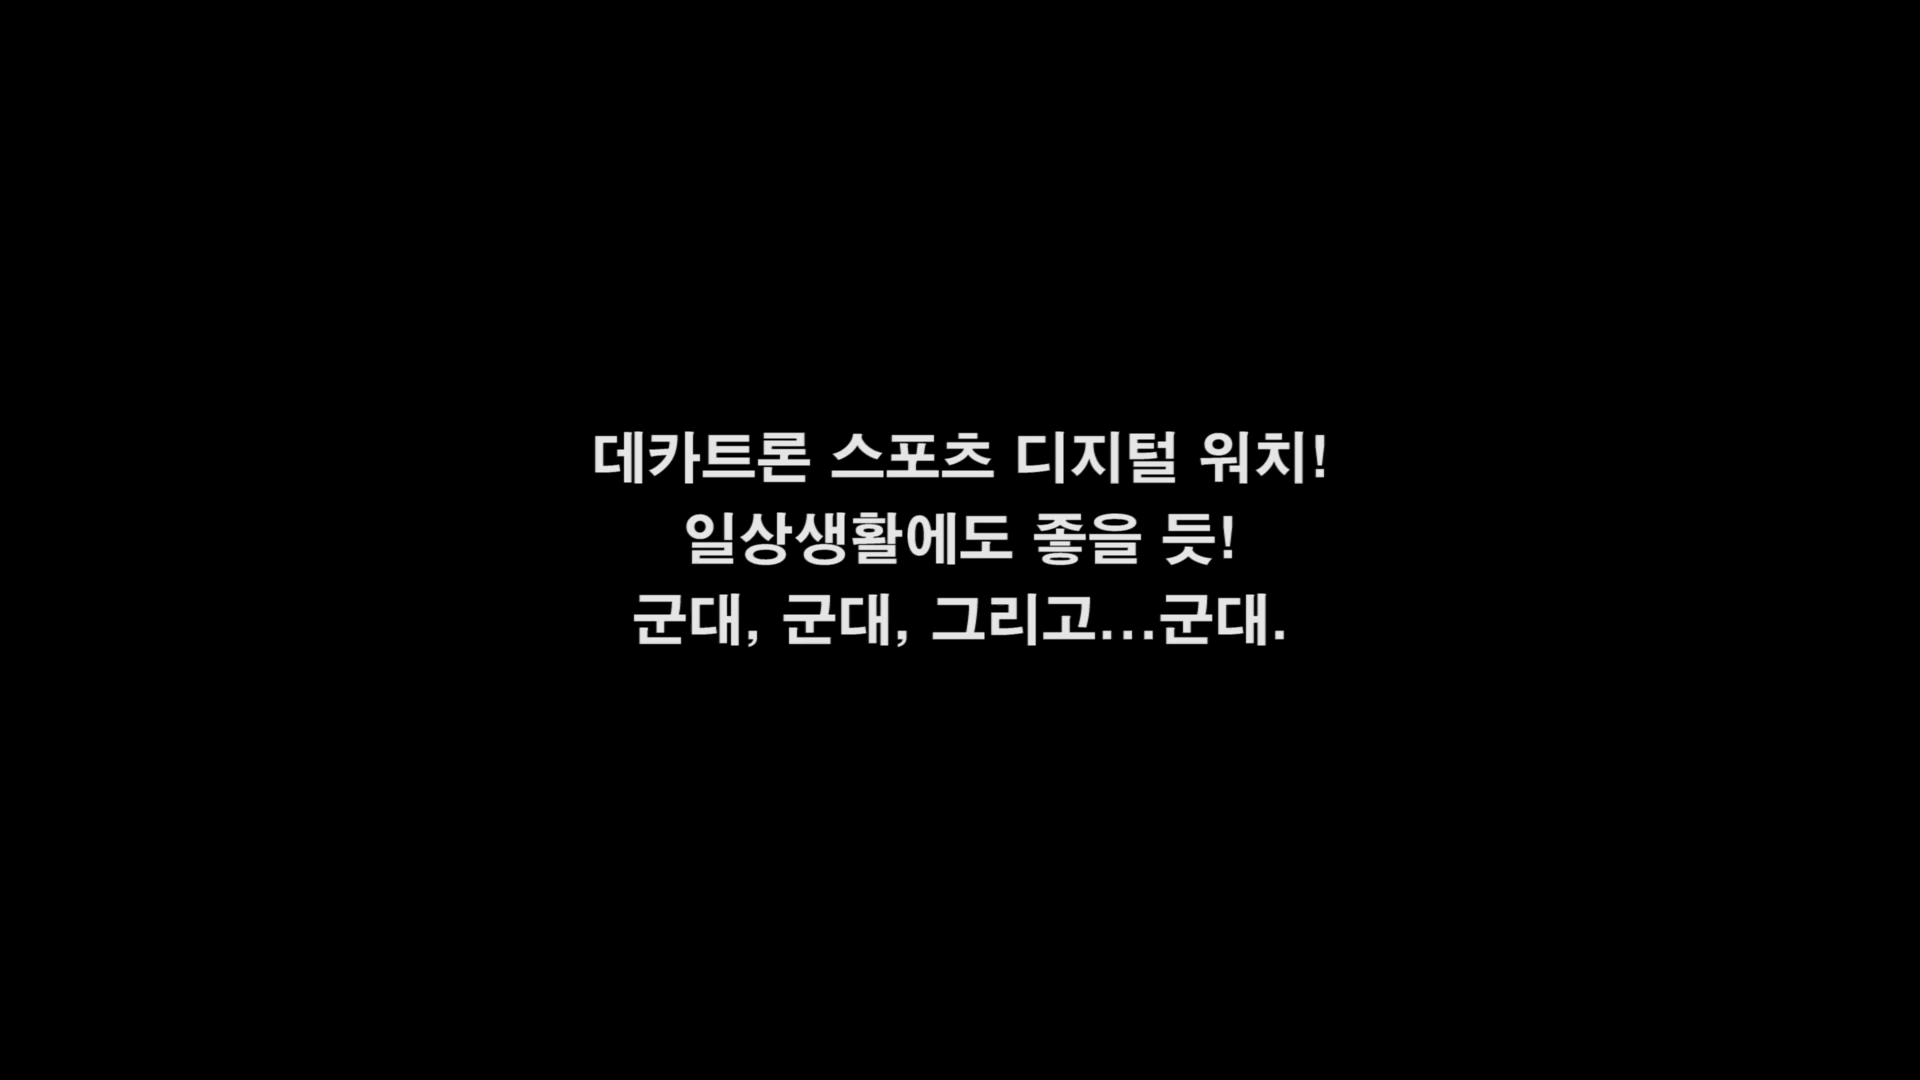 데카트론 스포츠 디지털 워치!
일상생활에도 좋을 듯!
군대, 군대, 그리고...군대.